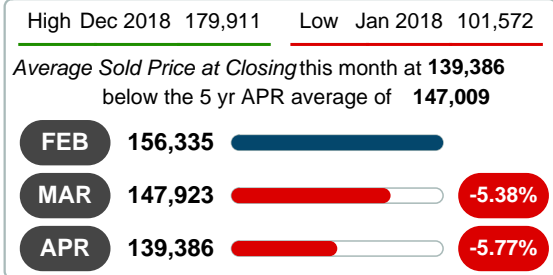 High Dec 2018 179,911 Low Jan 2018 101,572
Average Sold Price at Closing this month at 139,386
below the 5 yr APR average of 147,009
FEB 156,335
MAR 147,923 -5.38%
APR 139,386 -5.77%